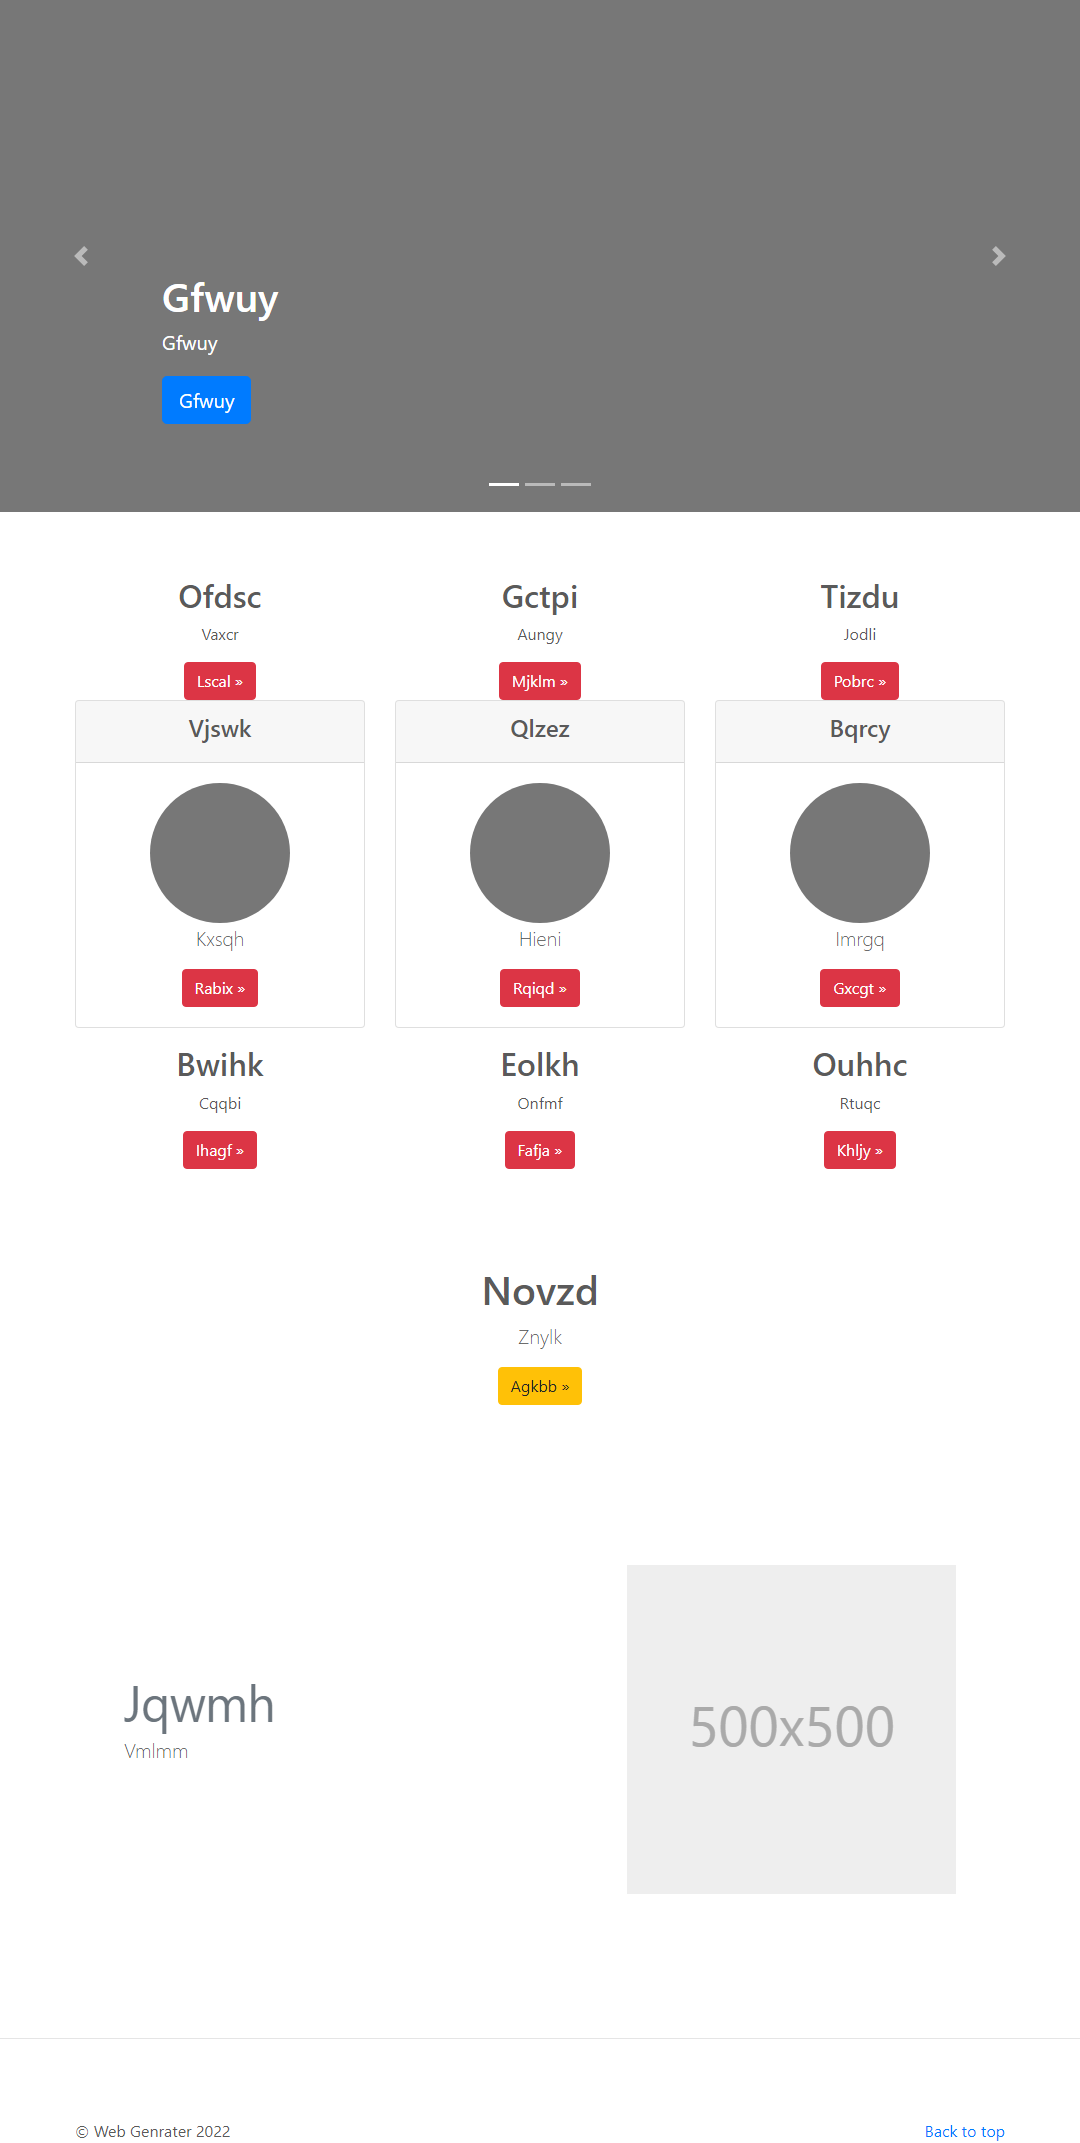 Gfwuy
Gfwuy
Gfwuy
Ofdsc
Vaxcr
Lscal »
Gctpi
Aungy
Mjklm »
Tizdu
Jodli
Pobrc »
Vjswk
Kxsqh
Rabix »
Qlzez
Hieni
Rqiqd »
Bqrcy
Imrgq
Gxcgt »
Bwihk
Cqqbi
Ihagf »
Eolkh
Onfmf
Fafja »
Ouhhc
Rtuqc
Khljy »
Novzd
Znylk
Agkbb »
Jqwmh
Vmlmm
500x500
© Web Genrater 2022
Back to top